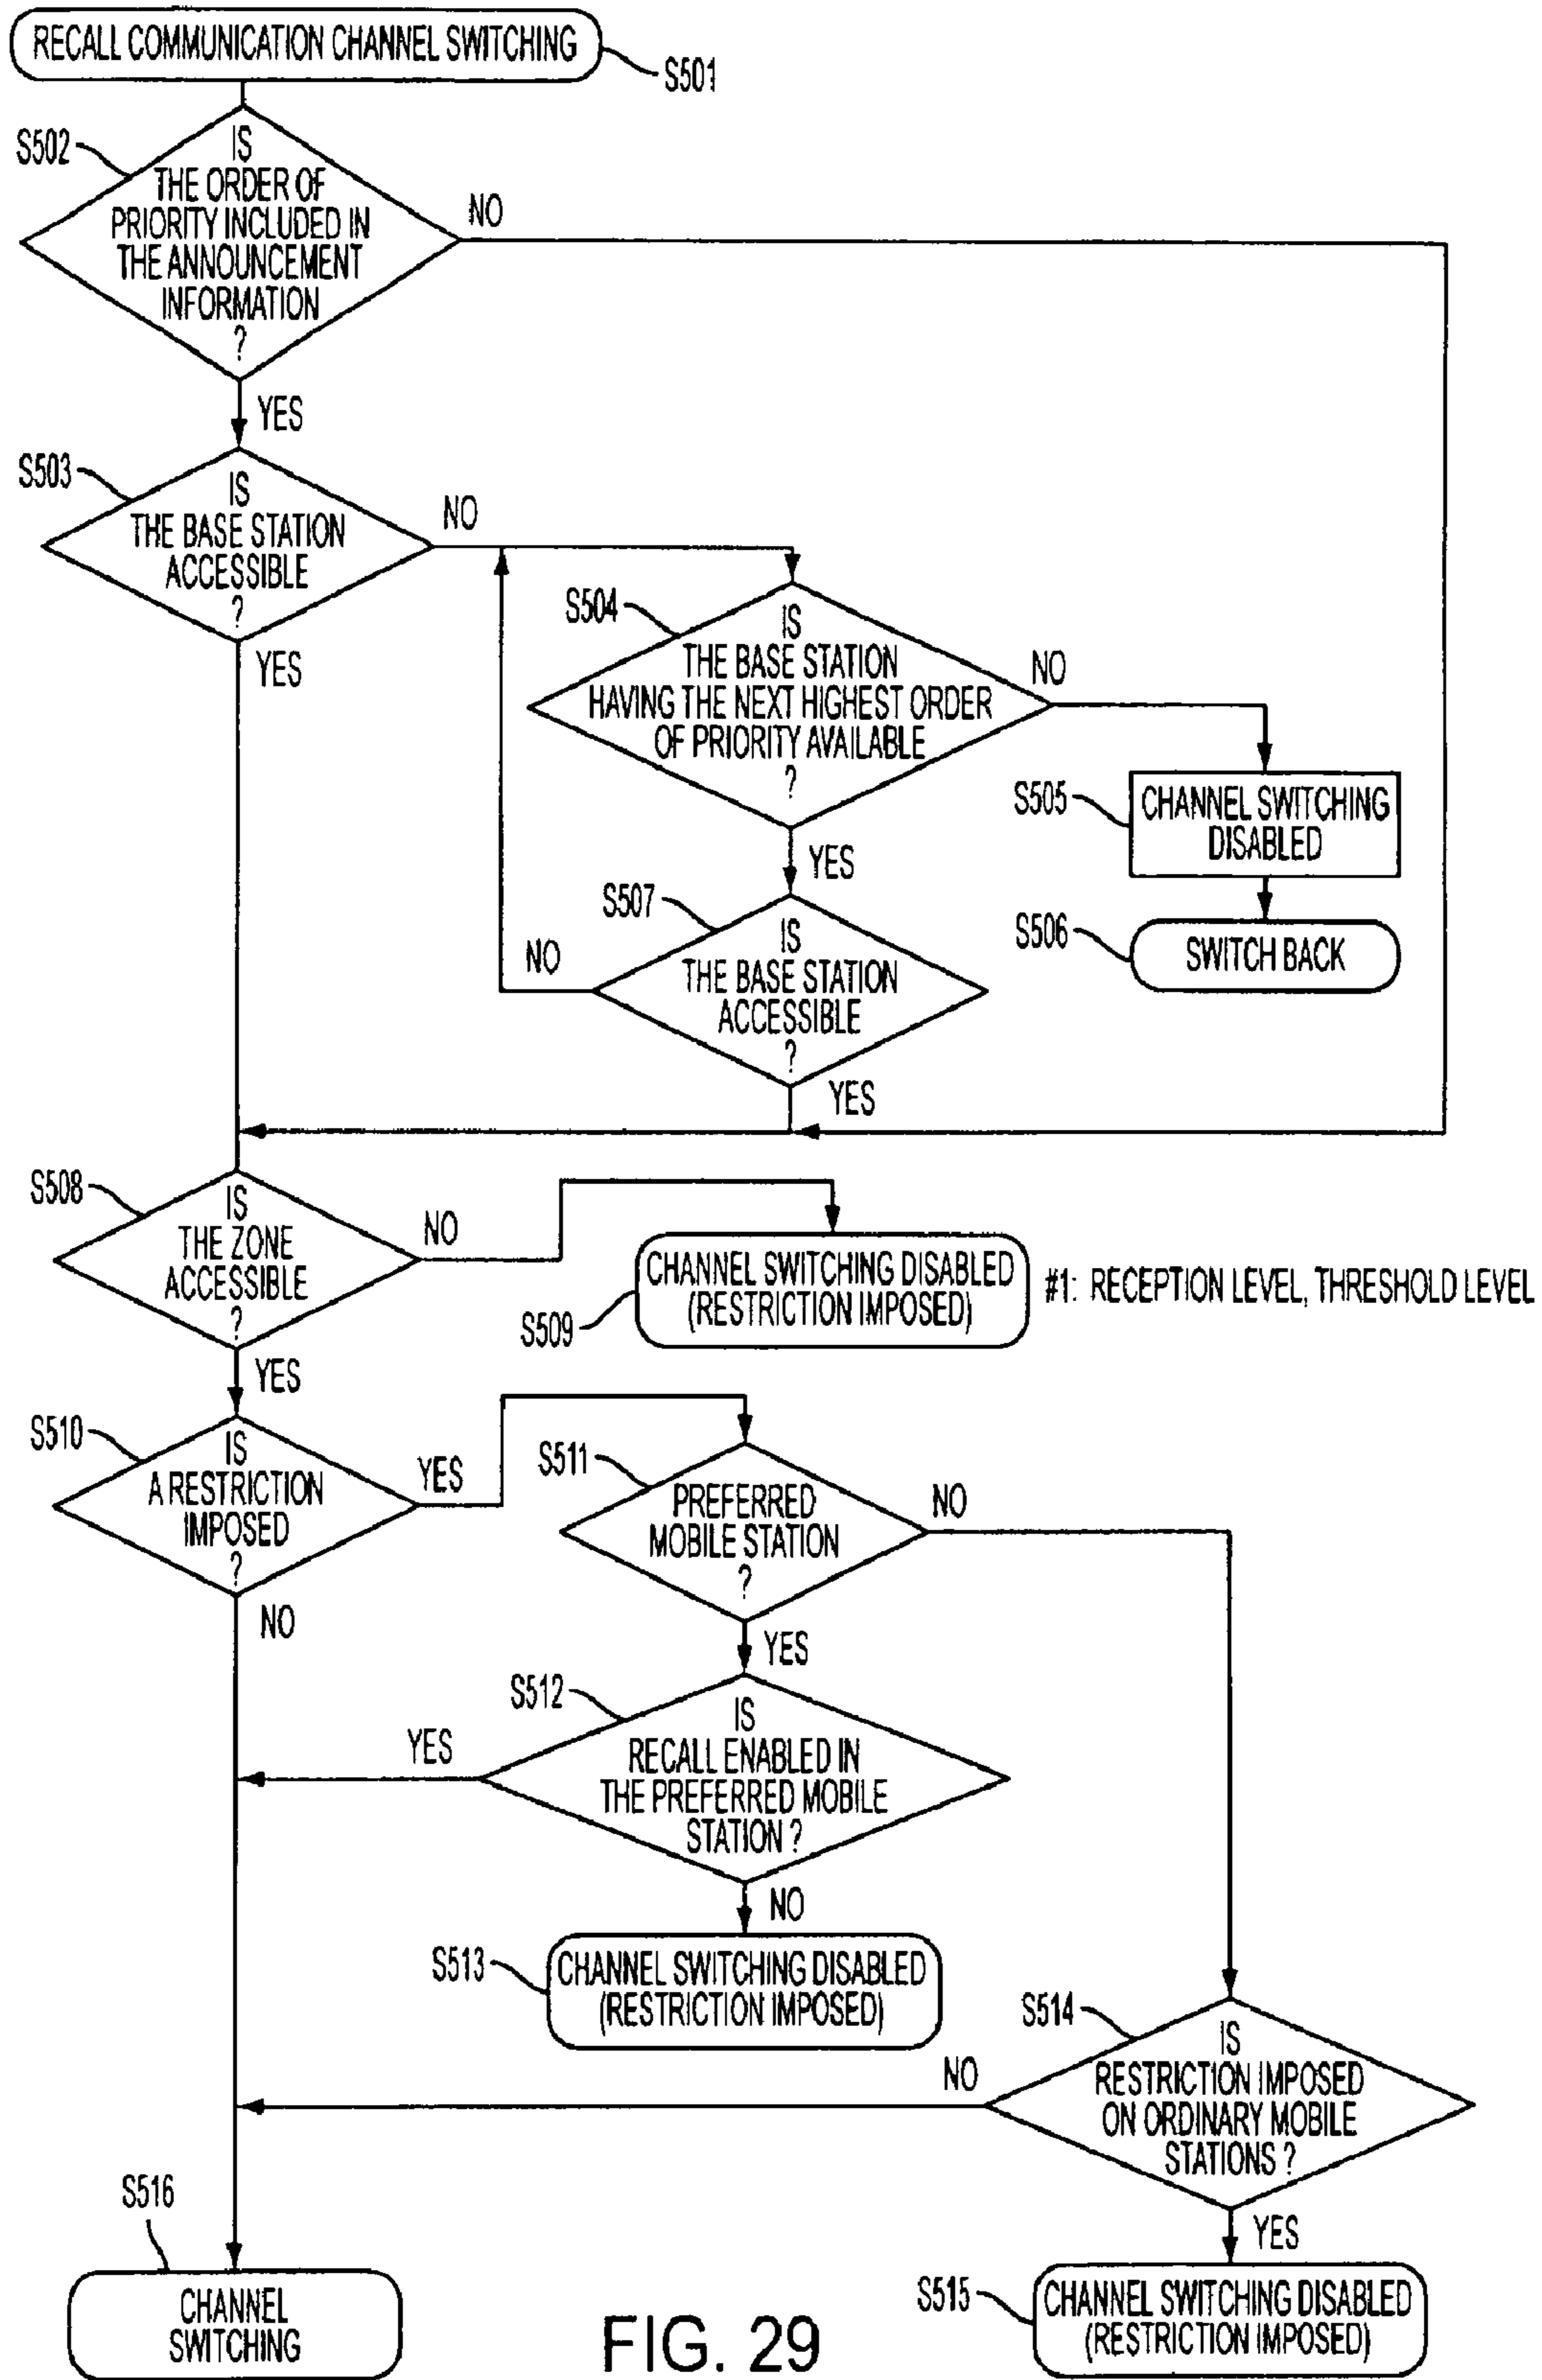 RECALL COMMUNICATION CHANNEL SWITCHING
S501
S502
IS
THE ORDER OF
PRIORITY INCLUDED IN
THE ANNOUNCEMENT
INFORMATION
?
NO
YES
S503
IS
THE BASE STATION
ACCESSIBLE
?
NO
YES
S504
IS
THE BASE STATION
HAVING THE NEXT HIGHEST ORDER
OF PRIORITY AVAILABLE
?
NO
YES
S505
CHANNEL SWITCHING
DISABLED
S506
SWITCH BACK
S507
IS
THE BASE STATION
ACCESSIBLE
?
NO
YES
S508
IS
THE ZONE
ACCESSIBLE
?
NO
YES
CHANNEL SWITCHING DISABLED
(RESTRICTION IMPOSED)
S509
#1: RECEPTION LEVEL, THRESHOLD LEVEL
S510
IS
A RESTRICTION
IMPOSED
?
YES
NO
S511
PREFERRED
MOBILE STATION
?
NO
YES
S512
IS
RECALL ENABLED IN
THE PREFERRED MOBILE
STATION ?
YES
NO
S513
CHANNEL SWITCHING DISABLED
(RESTRICTION IMPOSED)
S514
IS
RESTRICTION IMPOSED
ON ORDINARY MOBILE
STATIONS ?
NO
YES
S515
CHANNEL SWITCHING DISABLED
(RESTRICTION IMPOSED)
S516
CHANNEL
SWITCHING
FIG. 29